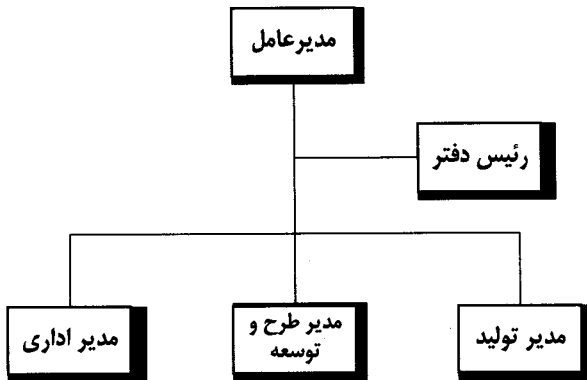 مدیرعامل
رئیس دفتر
مدیر تولید
مدیر طرح و
توسعه
مدیر اداری